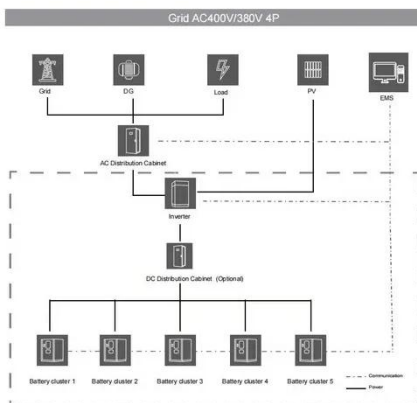 Grid AC400V/380V 4P
Grid
DG
Load
PV
EMS
AC Distribution Cabinet
Inverter
DC Distribution Cabinet (Optional)
Battery cluster 1
Battery cluster 2
Battery cluster 3
Battery cluster 4
Battery cluster 5
Communication
Power